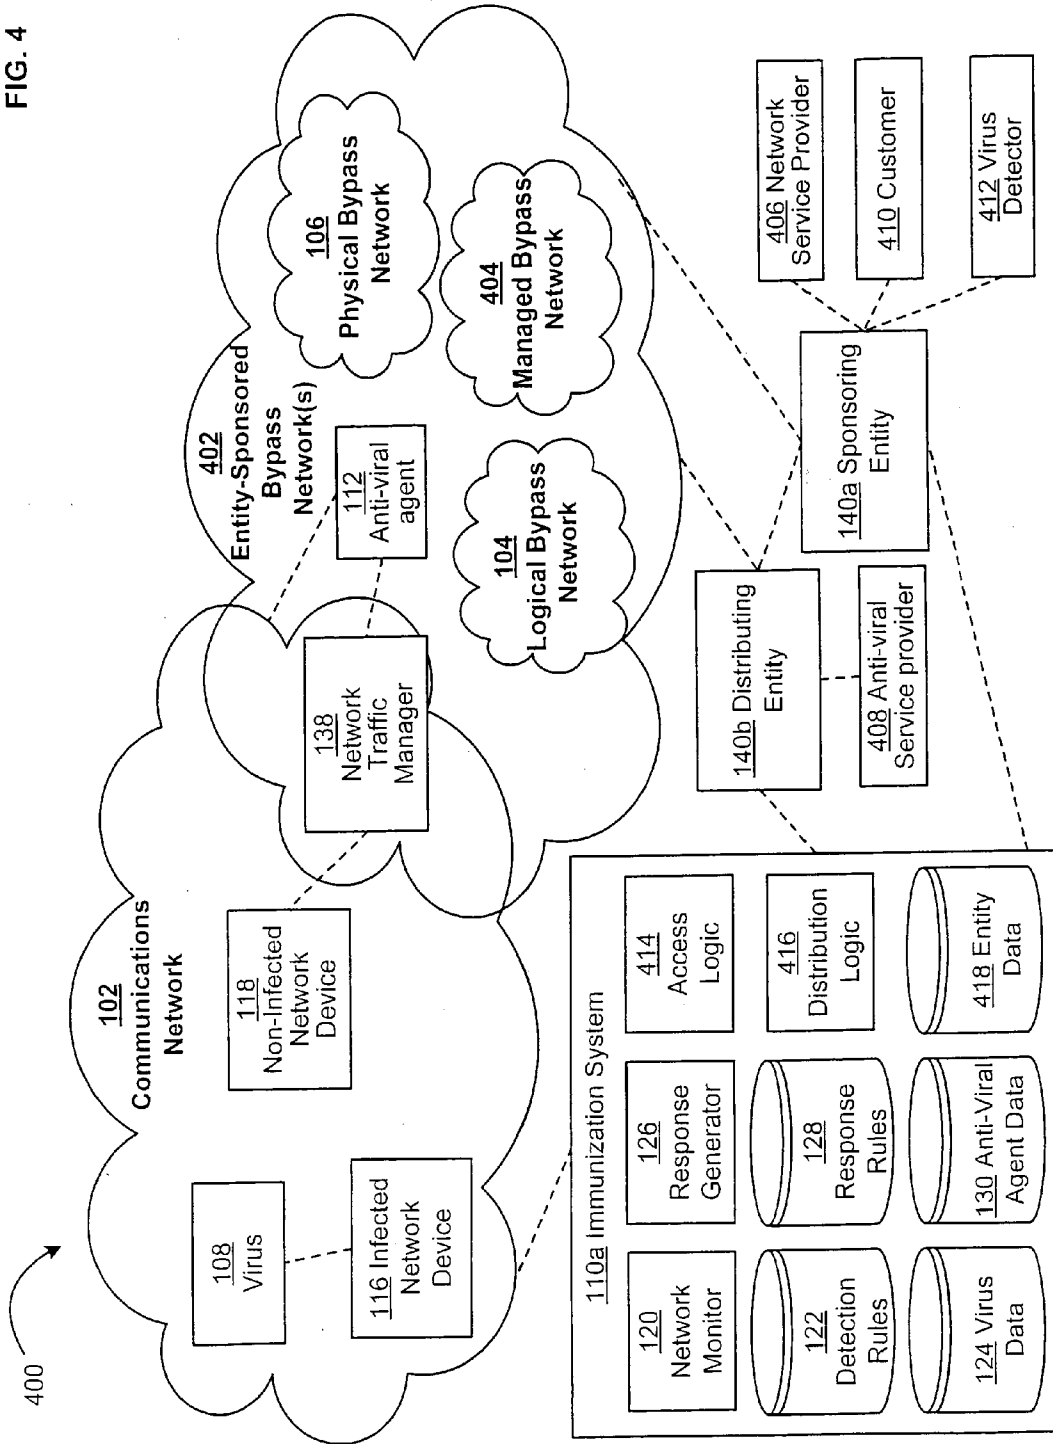 FIG. 4
400
102
Communications
Network
108
Virus
116 Infected
Network
Device
118
Non-Infected
Network
Device
138
Network
Traffic
Manager
402
Entity-Sponsored
Bypass
Network(s)
112
Anti-viral
agent
106
Physical Bypass
Network
404
Managed Bypass
Network
104
Logical Bypass
Network
110a Immunization System
120
Network
Monitor
126
Response
Generator
414
Access
Logic
122
Detection
Rules
128
Response
Rules
416
Distribution
Logic
124 Virus
Data
130 Anti-Viral
Agent Data
418 Entity
Data
140b Distributing
Entity
408 Anti-viral
Service provider
140a Sponsoring
Entity
406 Network
Service Provider
410 Customer
412 Virus
Detector